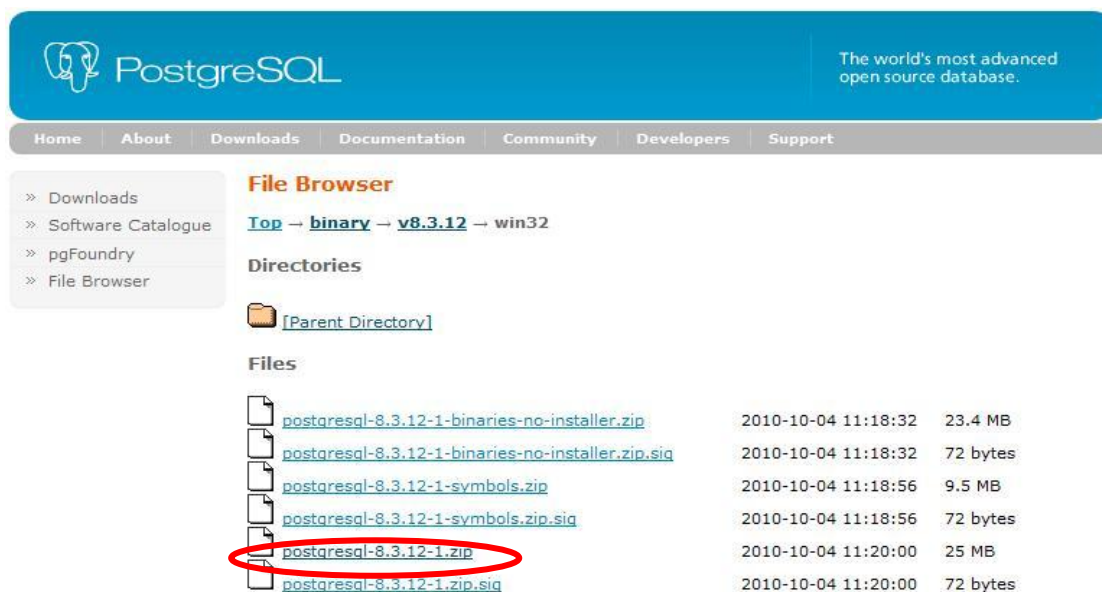 PostgreSQL
The world's most advanced
open source database.
Home About Downloads Documentation Community Developers Support
» Downloads
» Software Catalogue
» pgFoundry
» File Browser
File Browser
Top → binary → v8.3.12 → win32
Directories
[Parent Directory]
Files
postgresql-8.3.12-1-binaries-no-installer.zip 2010-10-04 11:18:32 23.4 MB
postgresql-8.3.12-1-binaries-no-installer.zip.sig 2010-10-04 11:18:32 72 bytes
postgresql-8.3.12-1-symbols.zip 2010-10-04 11:18:56 9.5 MB
postgresql-8.3.12-1-symbols.zip.sig 2010-10-04 11:18:56 72 bytes
postgresql-8.3.12-1.zip 2010-10-04 11:20:00 25 MB
postgresql-8.3.12-1.zip.sig 2010-10-04 11:20:00 72 bytes